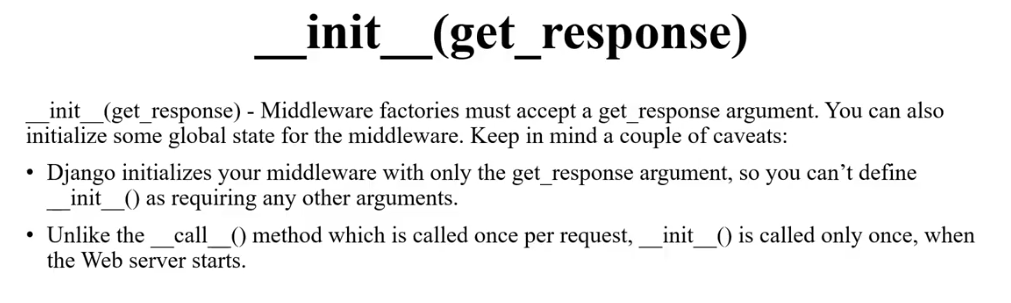 __init__(get_response)
__init__(get_response) - Middleware factories must accept a get_response argument. You can also
initialize some global state for the middleware. Keep in mind a couple of caveats:
• Django initializes your middleware with only the get_response argument, so you can’t define
__init__() as requiring any other arguments.
• Unlike the __call__() method which is called once per request, __init__() is called only once, when
the Web server starts.